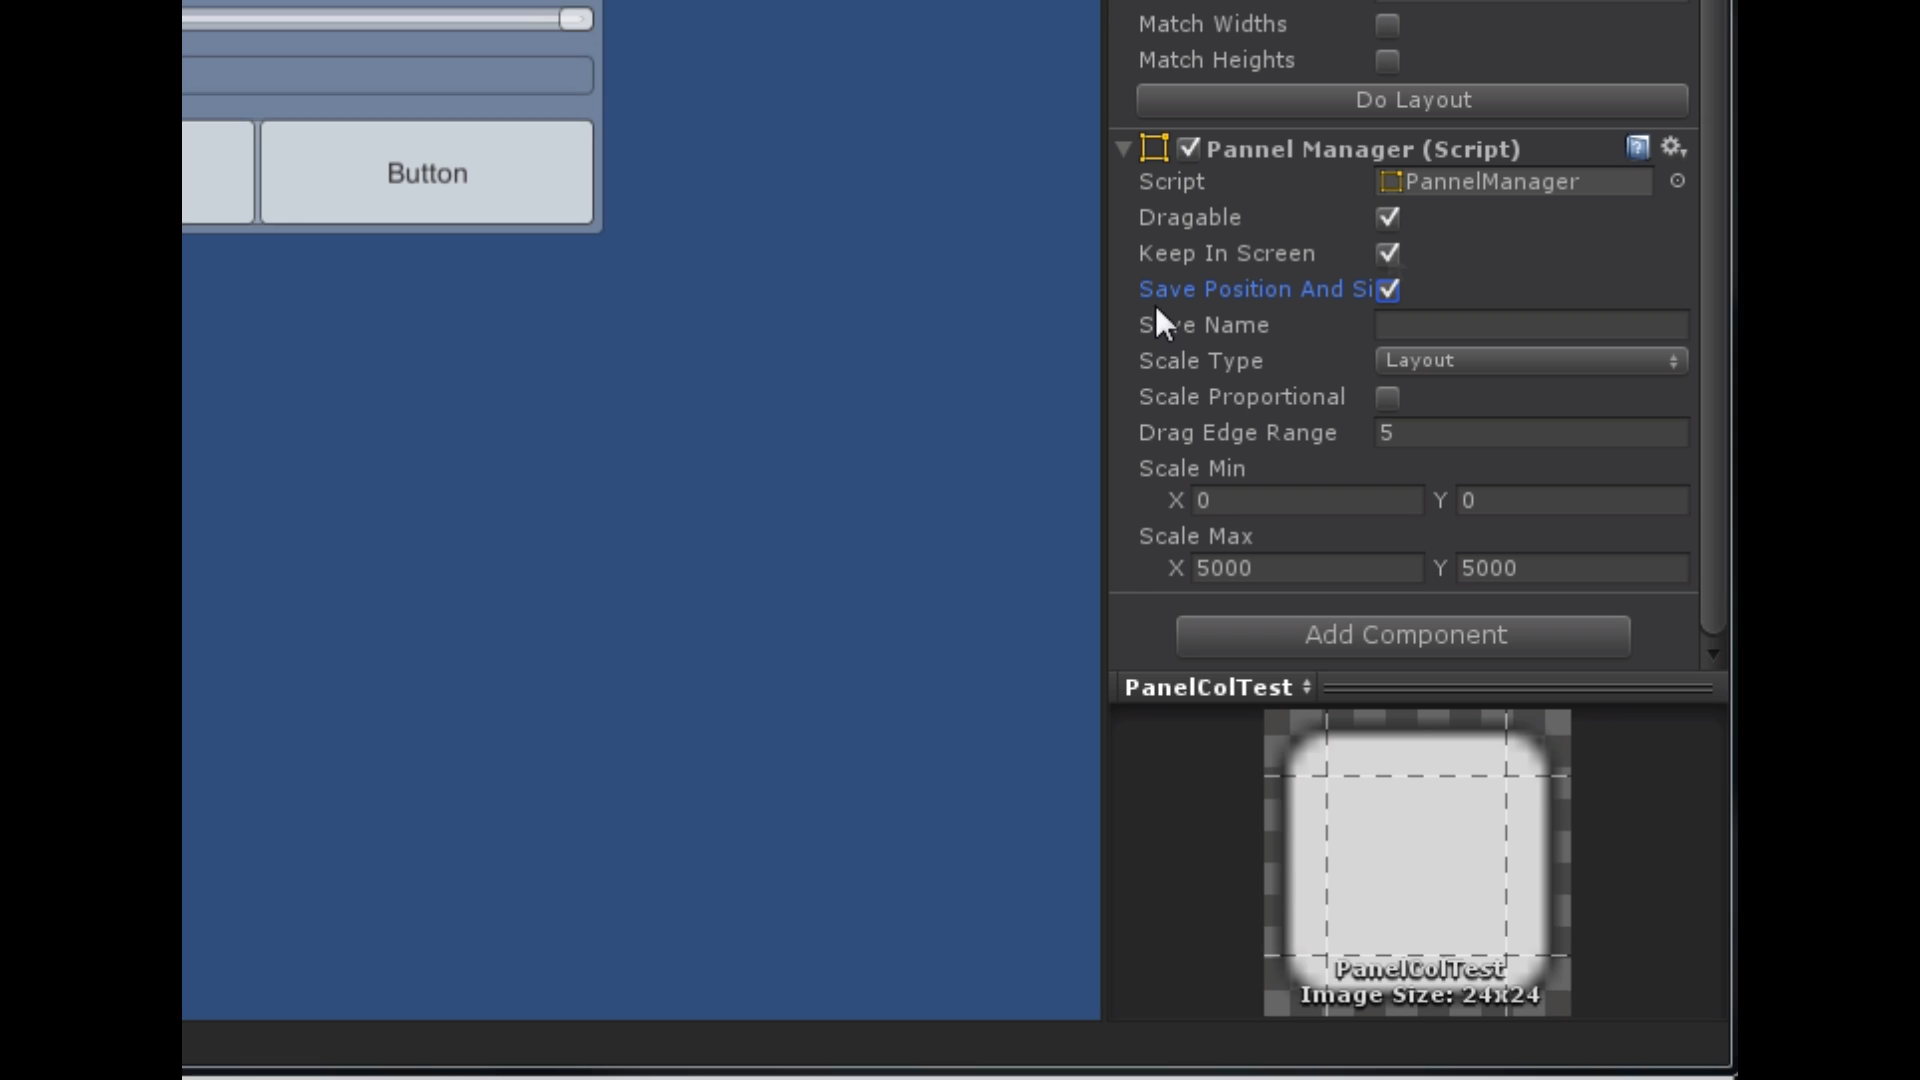 Match Widths
Match Heights
Do Layout
Button
Pannel Manager (Script)
Script PannelManager
Dragable
Keep In Screen
Save Position And Si
Name
Scale Type Layout
Scale Proportional
Drag Edge Range 5
Scale Min
X 0 Y 0
Scale Max
X 5000 Y 5000
Add Component
PanelColTest
PanelColTest
Image Size: 24x24